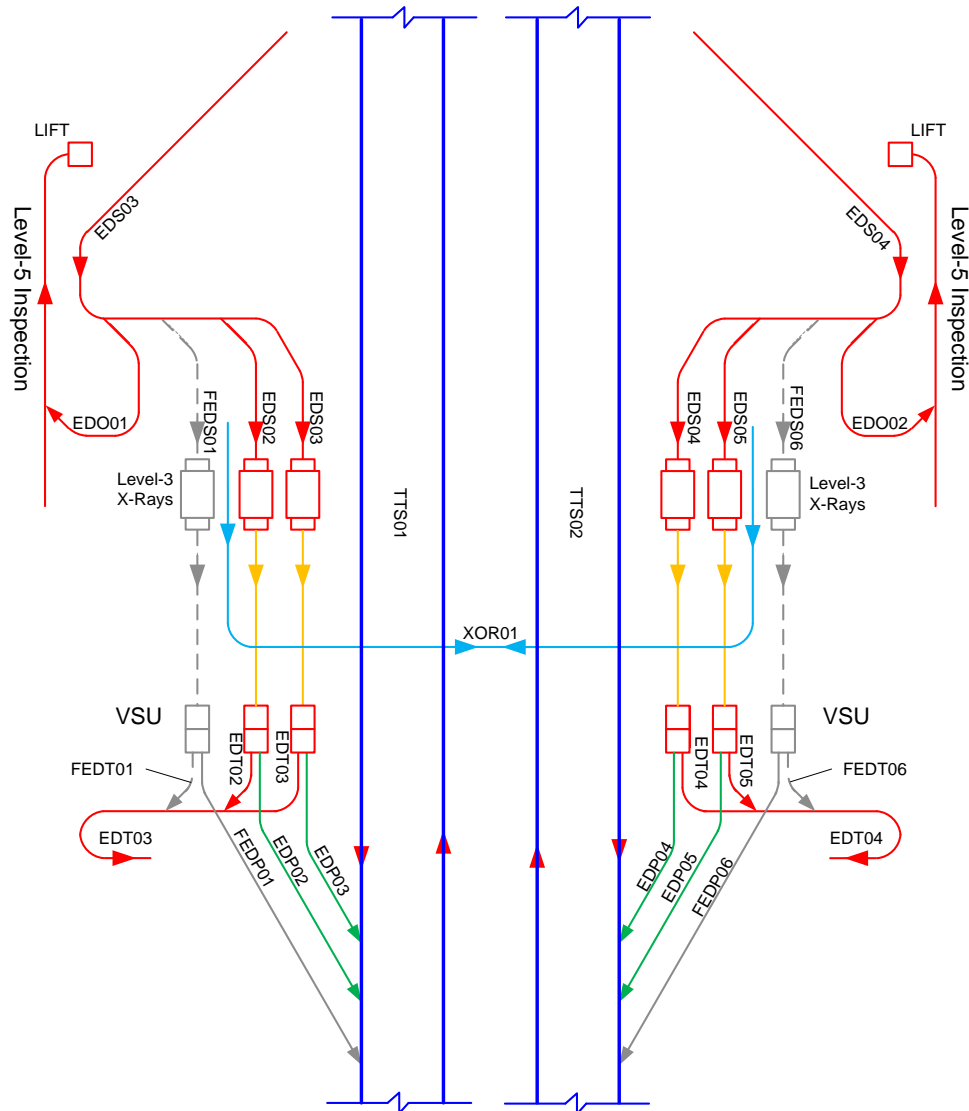 LIFT
LIFT
EDS03
EDS04
Level-5 Inspection
Level-5 Inspection
EDO01
FEDS01
EDS02
EDS03
EDS04
EDS05
FEDS06
EDO02
Level-3
X-Rays
Level-3
X-Rays
TTS01
TTS02
XOR01
VSU
VSU
FEDT01
EDT02
EDT03
EDT04
EDT05
FEDT06
EDT03
EDT04
FEDP01
EDP02
EDP03
EDP04
EDP05
FEDP06